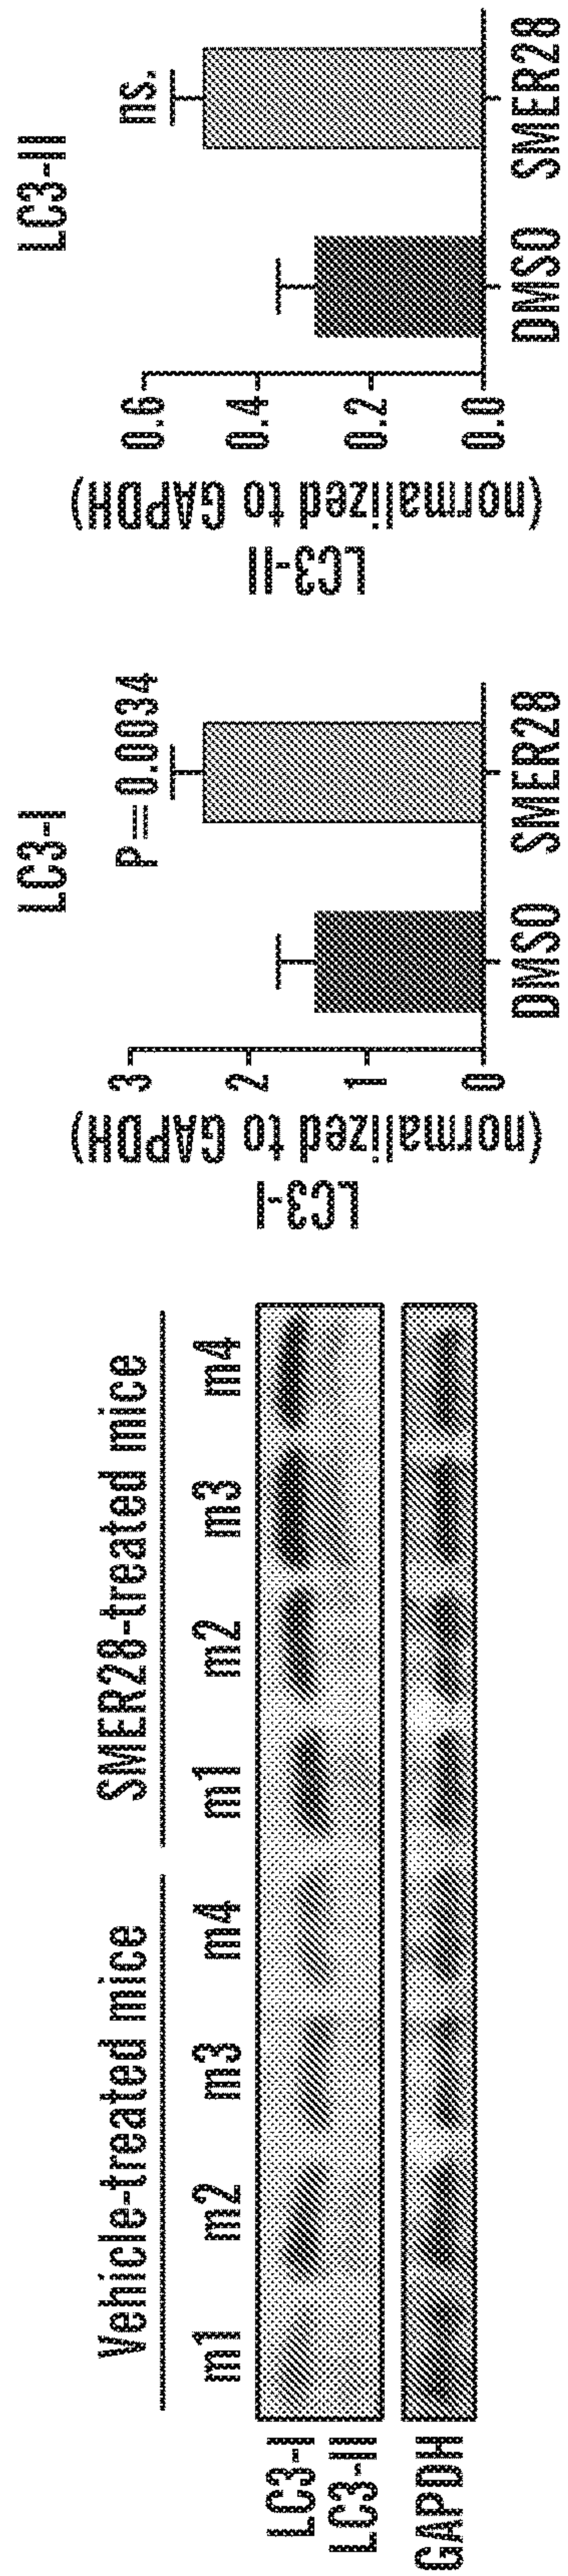 Vehicle-treated mice
SMER28-treated mice
m1 m2 m3 m4 m1 m2 m3 m4
LC3-I
LC3-II
GAPDH
LC3-I
P = 0.0034
LC3-I
(normalized to GAPDH)
3
2
1
0
DMSO SMER28
LC3-II
ns.
LC3-II
(normalized to GAPDH)
0.6
0.4
0.2
0.0
DMSO SMER28